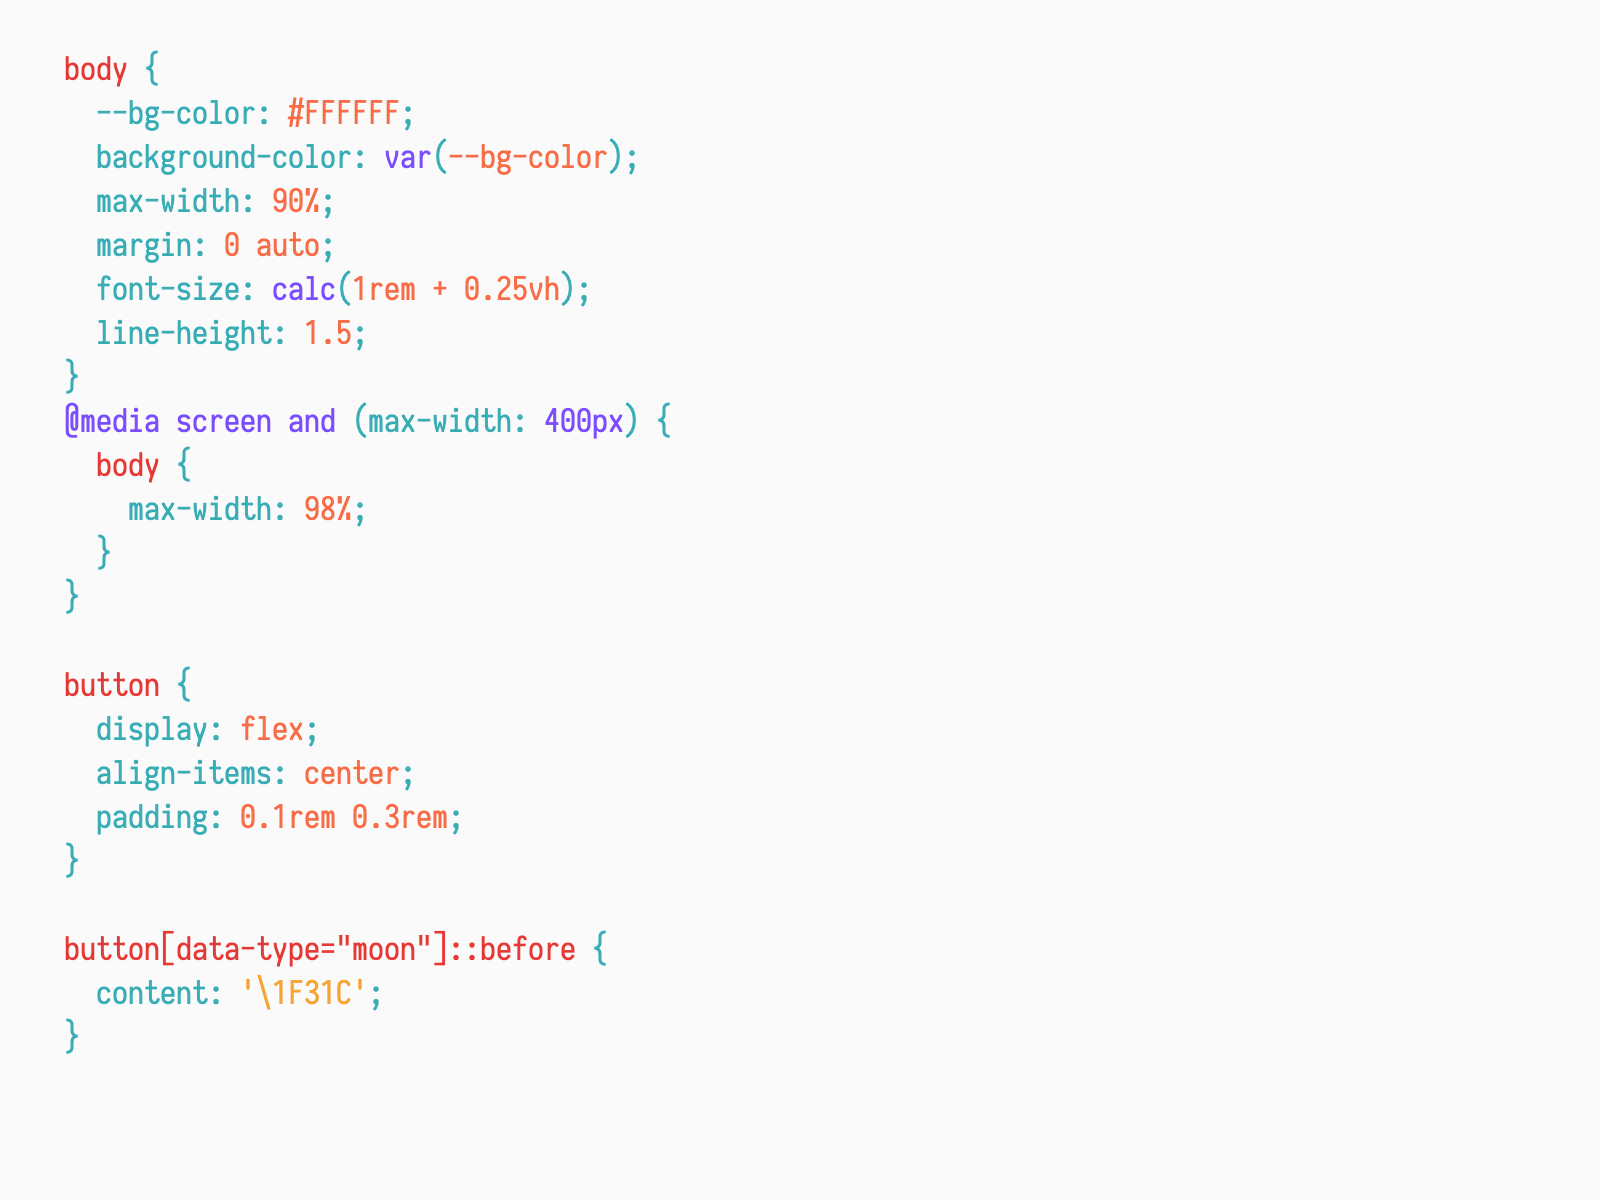 body {
  --bg-color: #FFFFFF;
  background-color: var(--bg-color);
  max-width: 90%;
  margin: 0 auto;
  font-size: calc(1rem + 0.25vh);
  line-height: 1.5;
}
@media screen and (max-width: 400px) {
  body {
    max-width: 98%;
  }
}

button {
  display: flex;
  align-items: center;
  padding: 0.1rem 0.3rem;
}

button[data-type="moon"]::before {
  content: '\1F31C';
}